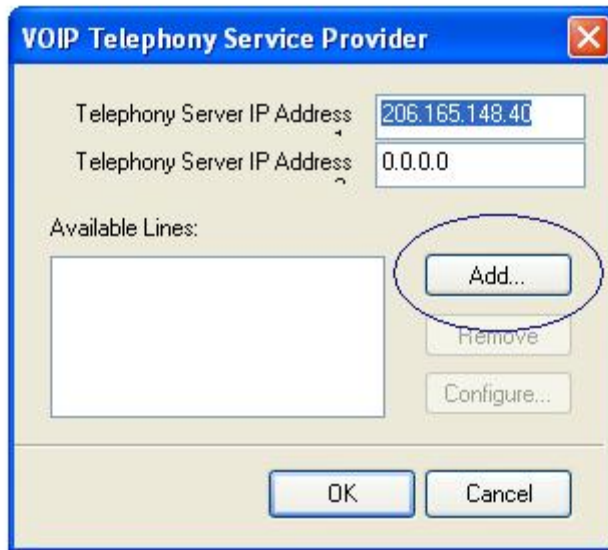 VOIP Telephony Service Provider
Telephony Server IP Address
206.165.148.40
Telephony Server IP Address
0.0.0.0
Available Lines:
Add...
Remove
Configure...
OK
Cancel